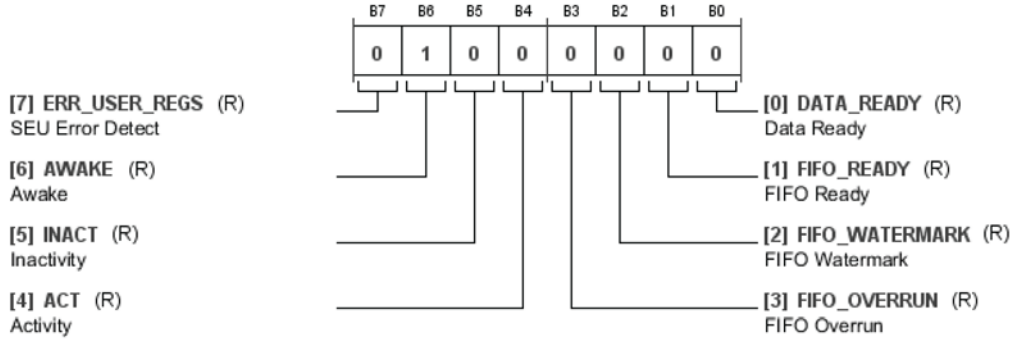 B7 B6 B5 B4 B3 B2 B1 B0
0 1 0 0 0 0 0 0
[7] ERR_USER_REGS (R)
SEU Error Detect
[6] AWAKE (R)
Awake
[5] INACT (R)
Inactivity
[4] ACT (R)
Activity
[0] DATA_READY (R)
Data Ready
[1] FIFO_READY (R)
FIFO Ready
[2] FIFO_WATERMARK (R)
FIFO Watermark
[3] FIFO_OVERRUN (R)
FIFO Overrun